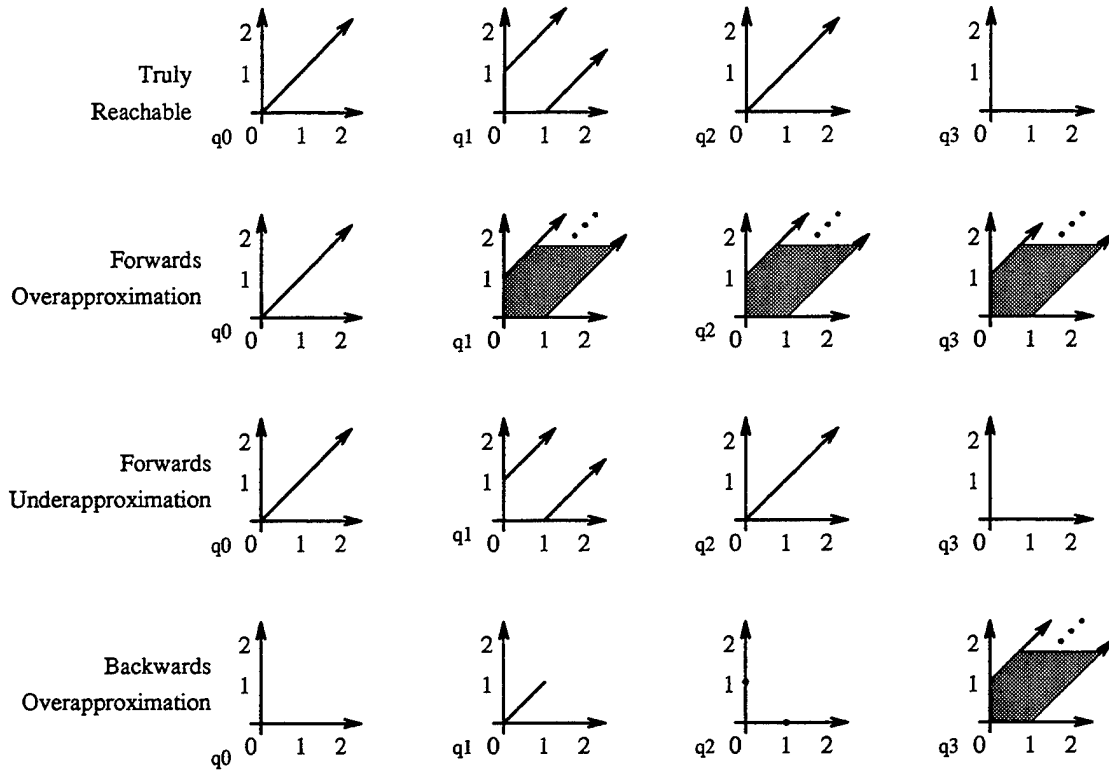 2 2 2 2
Truly 1 1 1 1
Reachable
q0 0 1 2 q1 0 1 2 q2 0 1 2 q3 0 1 2
2 2 2 2
Forwards 1 1 1 1
Overapproximation
q0 0 1 2 q1 0 1 2 q2 0 1 2 q3 0 1 2
2 2 2 2
Forwards 1 1 1 1
Underapproximation
q0 0 1 2 q1 0 1 2 q2 0 1 2 q3 0 1 2
2 2 2 2
Backwards 1 1 1 1
Overapproximation
q0 0 1 2 q1 0 1 2 q2 0 1 2 q3 0 1 2